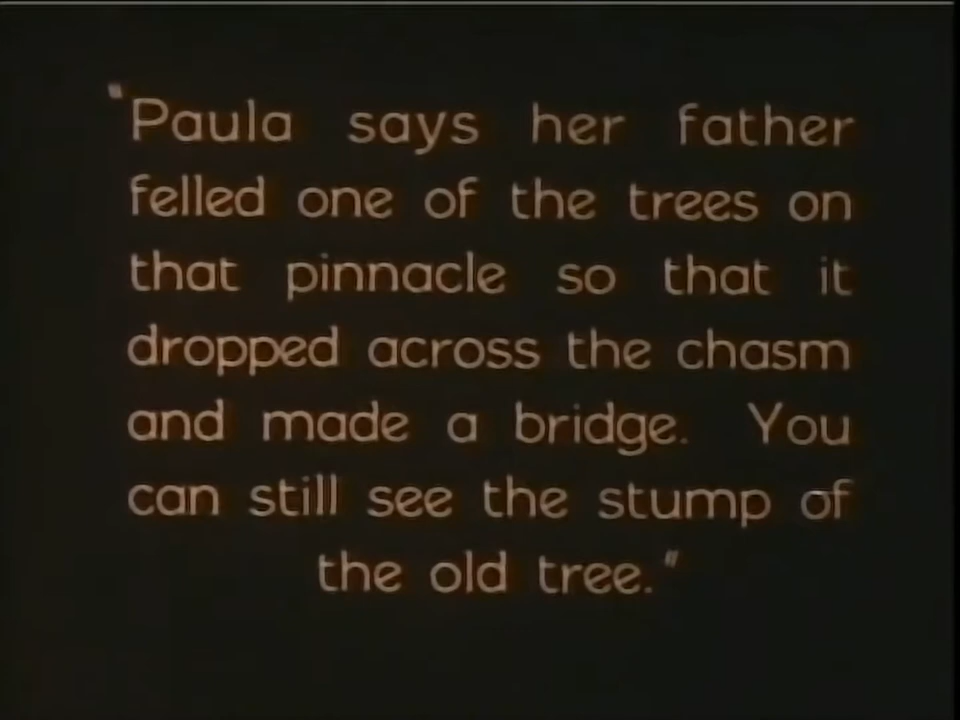 "Paula says her father
felled one of the trees on
that pinnacle so that it
dropped across the chasm
and made a bridge. You
can still see the stump of
the old tree."